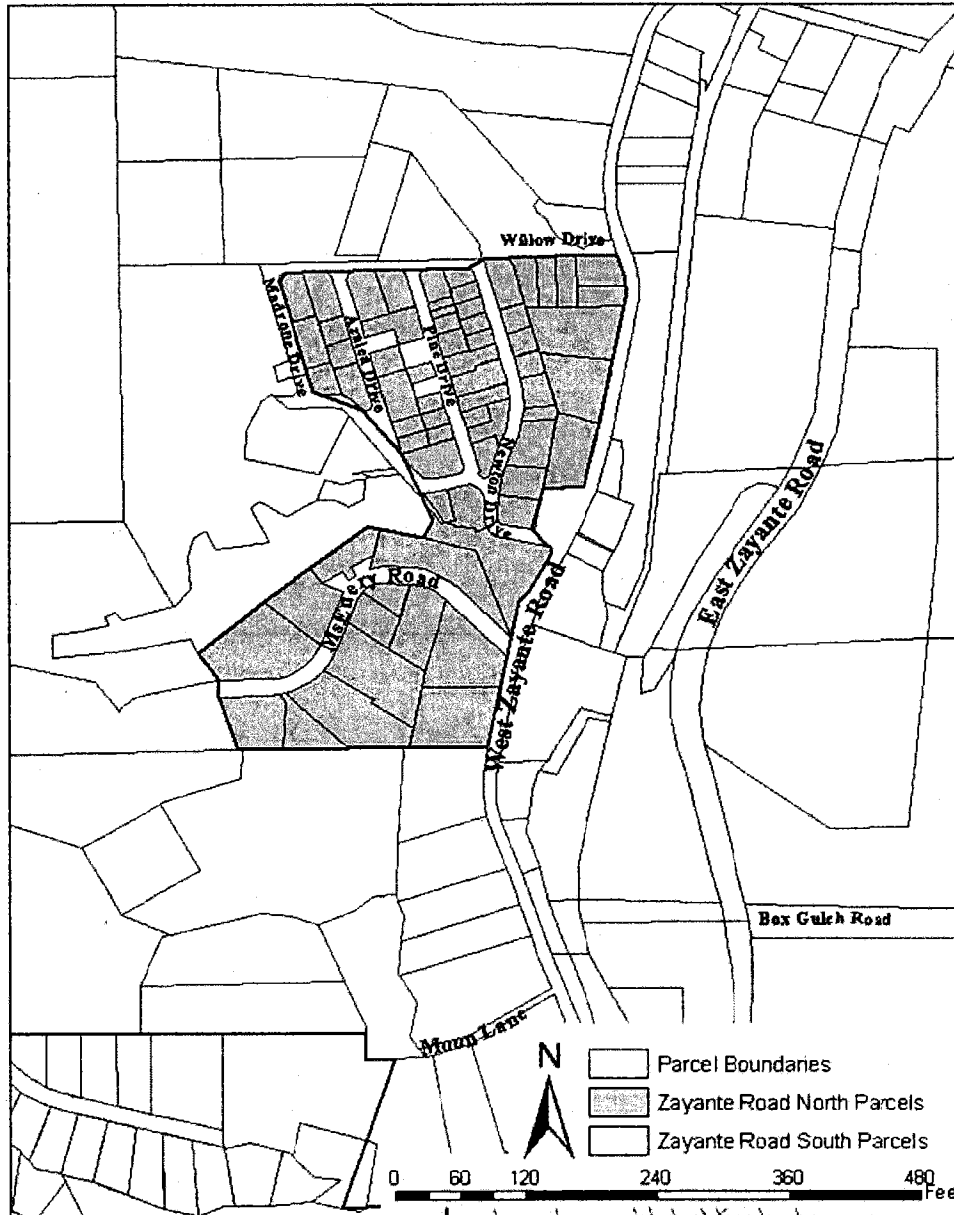 Willow Drive
Madrone Drive
Azalea Drive
Pine Drive
Newton Drive
East Zayante Road
McEnery Road
West Zayante Road
Box Gulch Road
Moun Lane
N
Parcel Boundaries
Zayante Road North Parcels
Zayante Road South Parcels
0 60 120 240 360 480
Feet